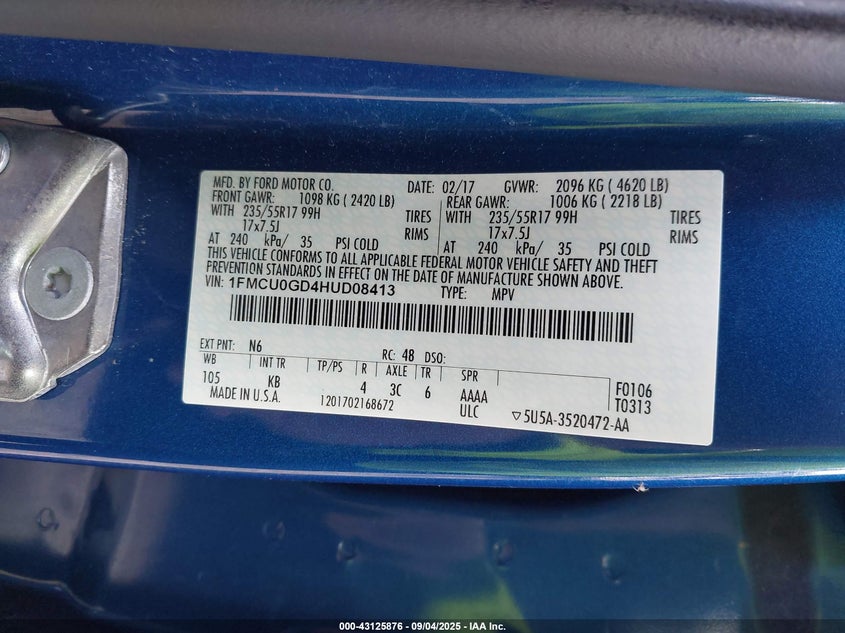 MFD. BY FORD MOTOR CO. DATE: 02/17 GVWR: 2096 KG ( 4620 LB)
FRONT GAWR: 1098 KG ( 2420 LB) REAR GAWR: 1006 KG ( 2218 LB)
WITH 235/55R17 99H TIRES WITH 235/55R17 99H TIRES
17x7.5J RIMS 17x7.5J RIMS
AT 240 kPa/ 35 PSI COLD AT 240 kPa/ 35 PSI COLD
THIS VEHICLE CONFORMS TO ALL APPLICABLE FEDERAL MOTOR VEHICLE SAFETY AND THEFT
PREVENTION STANDARDS IN EFFECT ON THE DATE OF MANUFACTURE SHOWN ABOVE.
VIN: 1FMCU0GD4HUD08413 TYPE: MPV
EXT PNT: N6 RC: 48 DSO:
WB INT TR TP/PS R AXLE TR SPR
105 KB 4 3C 6 AAAA F0106
MADE IN U.S.A. 1201702168672 ULC ▽5U5A-3520472-AA T0313
000-43125876 - 09/04/2025 - IAA Inc.